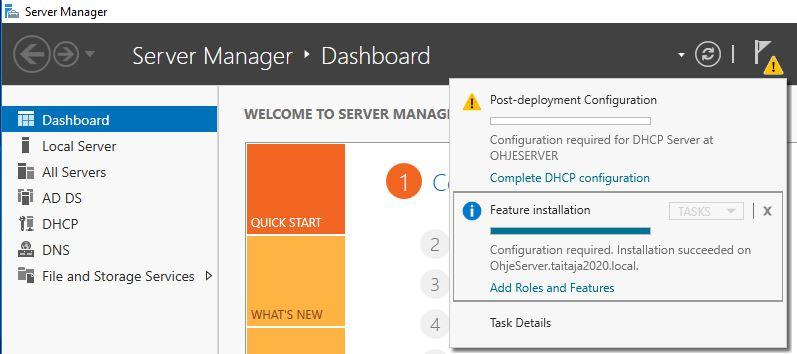 Server Manager
Server Manager ‣ Dashboard
Dashboard
Local Server
All Servers
AD DS
DHCP
DNS
File and Storage Services
WELCOME TO SERVER MANAG
QUICK START
WHAT'S NEW
1
2
3
4
Post-deployment Configuration
Configuration required for DHCP Server at
OHJESERVER
Complete DHCP configuration
Feature installation
TASKS
X
Configuration required. Installation succeeded on
OhjeServer.taitaja2020.local.
Add Roles and Features
Task Details